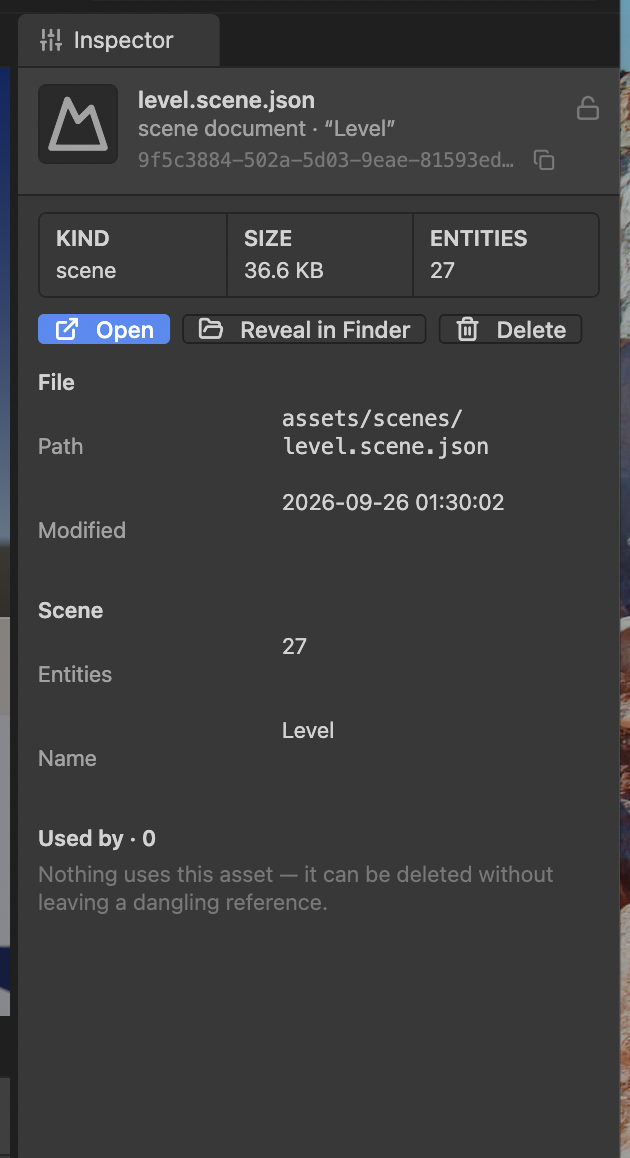 Inspector
level.scene.json
scene document · “Level”
9f5c3884-502a-5d03-9eae-81593ed…
KIND
SIZE
ENTITIES
scene
36.6 KB
27
Open
Reveal in Finder
Delete
File
Path
assets/scenes/
level.scene.json
Modified
2026-09-26 01:30:02
Scene
Entities
27
Name
Level
Used by · 0
Nothing uses this asset — it can be deleted without
leaving a dangling reference.